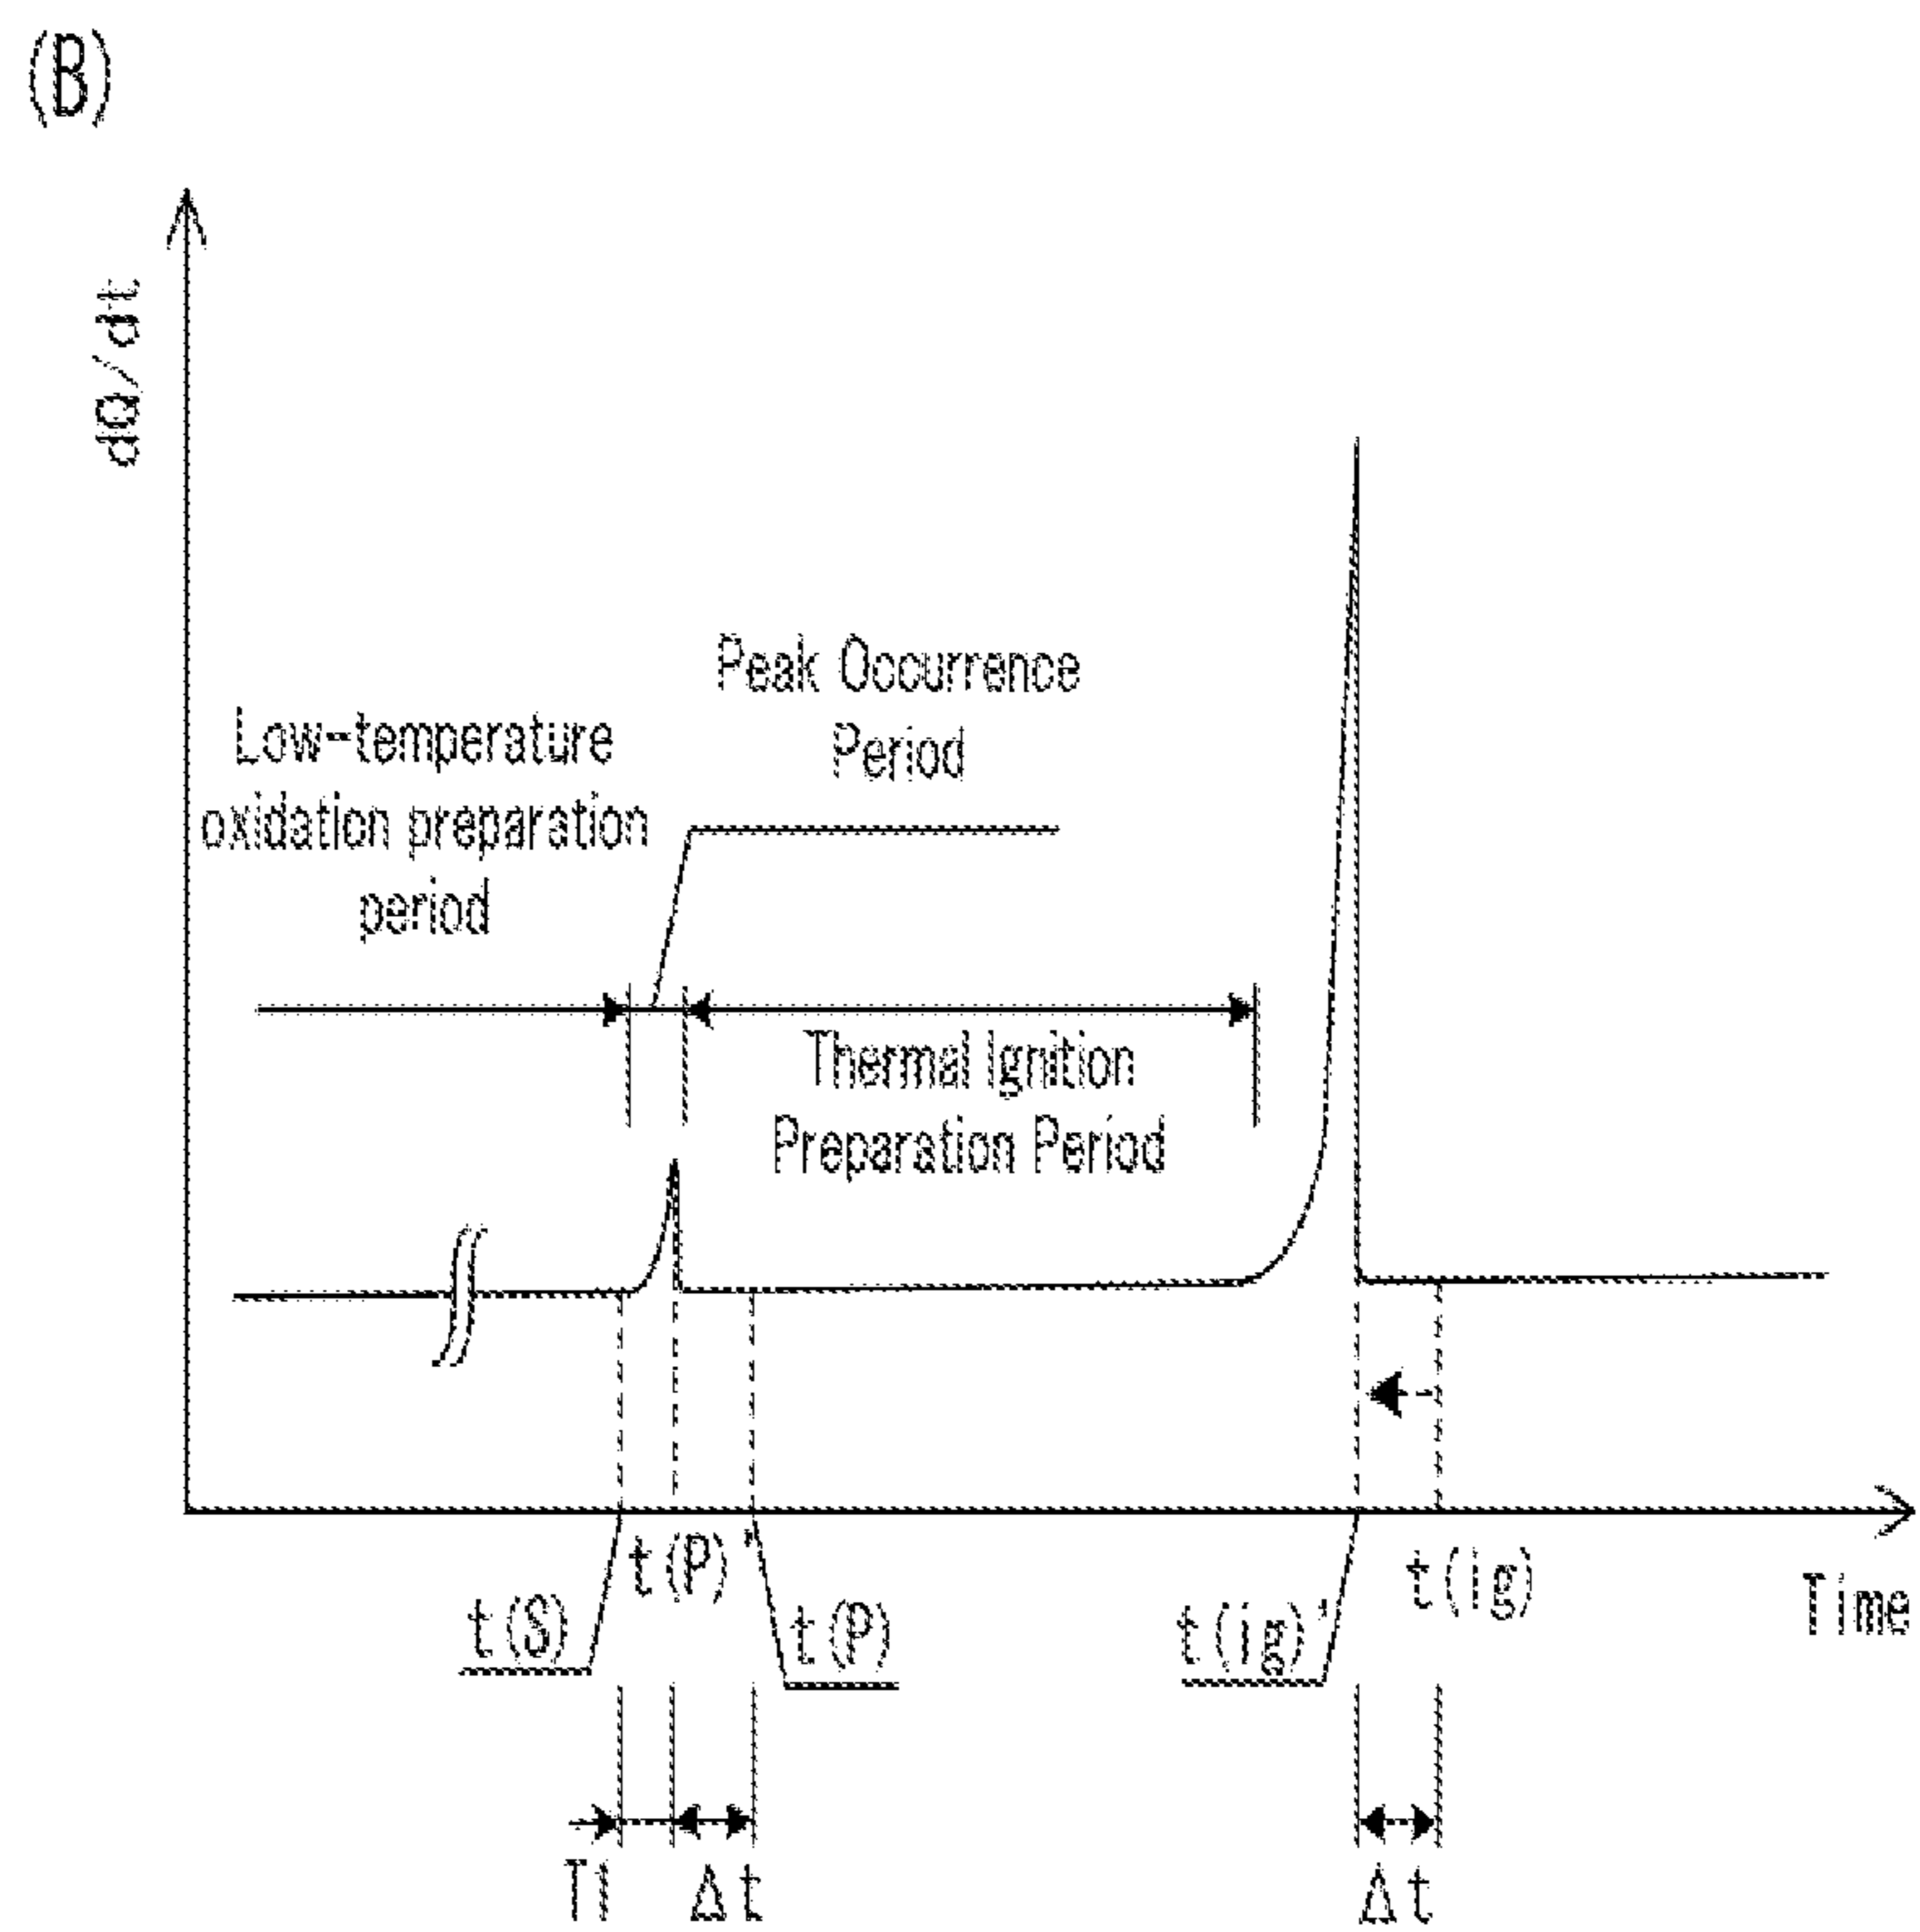 (B)
dQ/dt
Peak Occurrence
Period
Low-temperature
oxidation preparation
period
Thermal Ignition
Preparation Period
t(P)'
t(S)
t(P)
t(ig)'
t(ig)
Time
T1
Δt
Δt